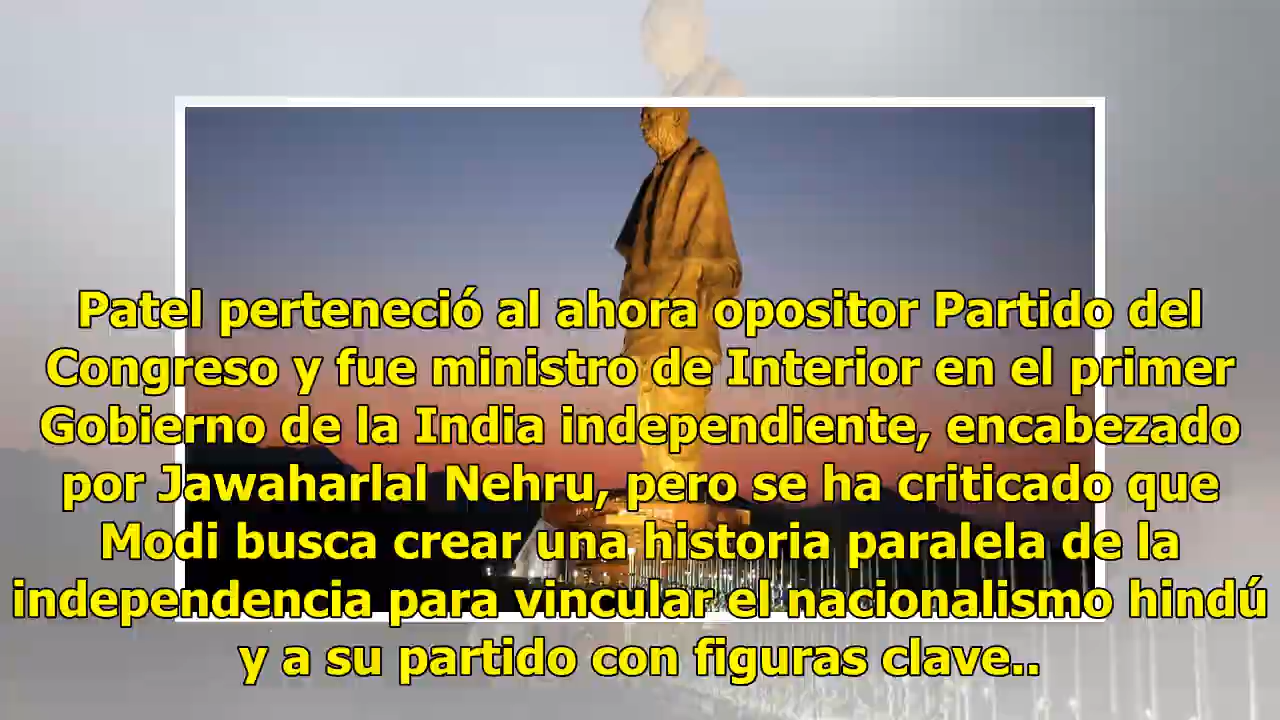 Patel perteneció al ahora opositor Partido del
Congreso y fue ministro de Interior en el primer
Gobierno de la India independiente, encabezado
por Jawaharlal Nehru, pero se ha criticado que
Modi busca crear una historia paralela de la
independencia para vincular el nacionalismo hindú
y a su partido con figuras clave..